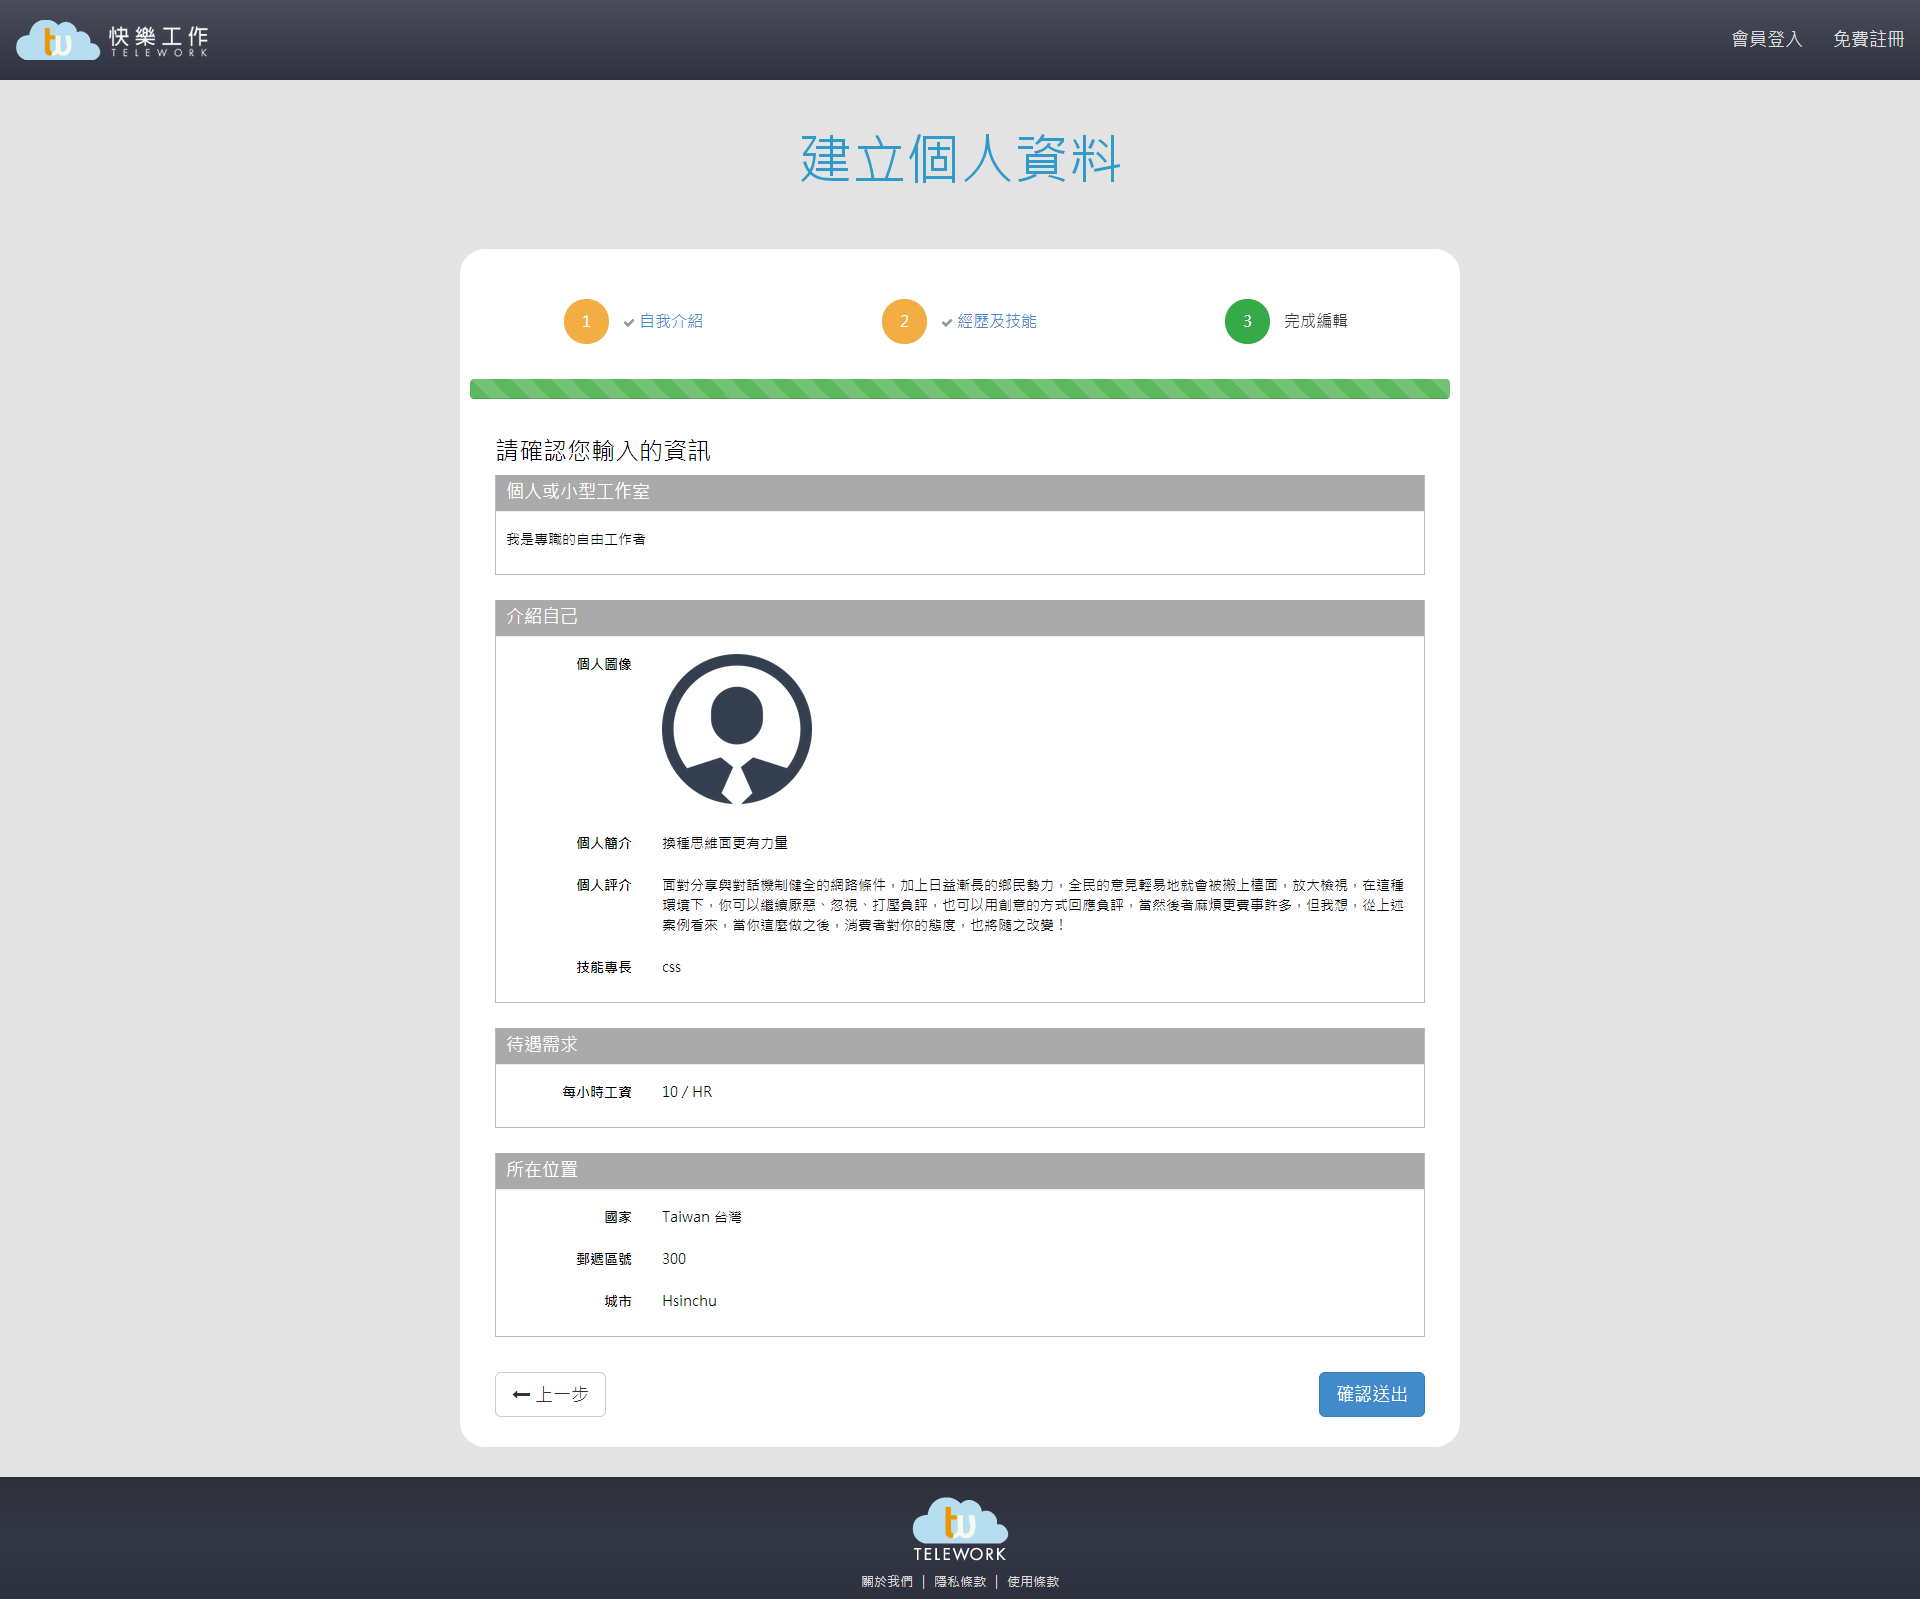 tw 快樂工作
TELEWORK
會員登入 免費註冊
建立個人資料
1 自我介紹
2 經歷及技能
3 完成編輯
請確認您輸入的資訊
個人或小型工作室
我是專職的自由工作者
介紹自己
個人圖像
個人簡介 換種思維面更有力量
個人評介 面對分享與對話機制健全的網路條件，加上日益漸長的鄉民勢力，全民的意見輕易地就會被搬上檯面，放大檢視，在這種
環境下，你可以繼續厭惡、忽視、打壓負評，也可以用創意的方式回應負評，當然後者麻煩更費事許多，但我想，從上述
案例看來，當你這麼做之後，消費者對你的態度，也將隨之改變！
技能專長 css
待遇需求
每小時工資 10 / HR
所在位置
國家 Taiwan 台灣
郵遞區號 300
城市 Hsinchu
上一步 確認送出
tw
TELEWORK
關於我們 | 隱私條款 | 使用條款